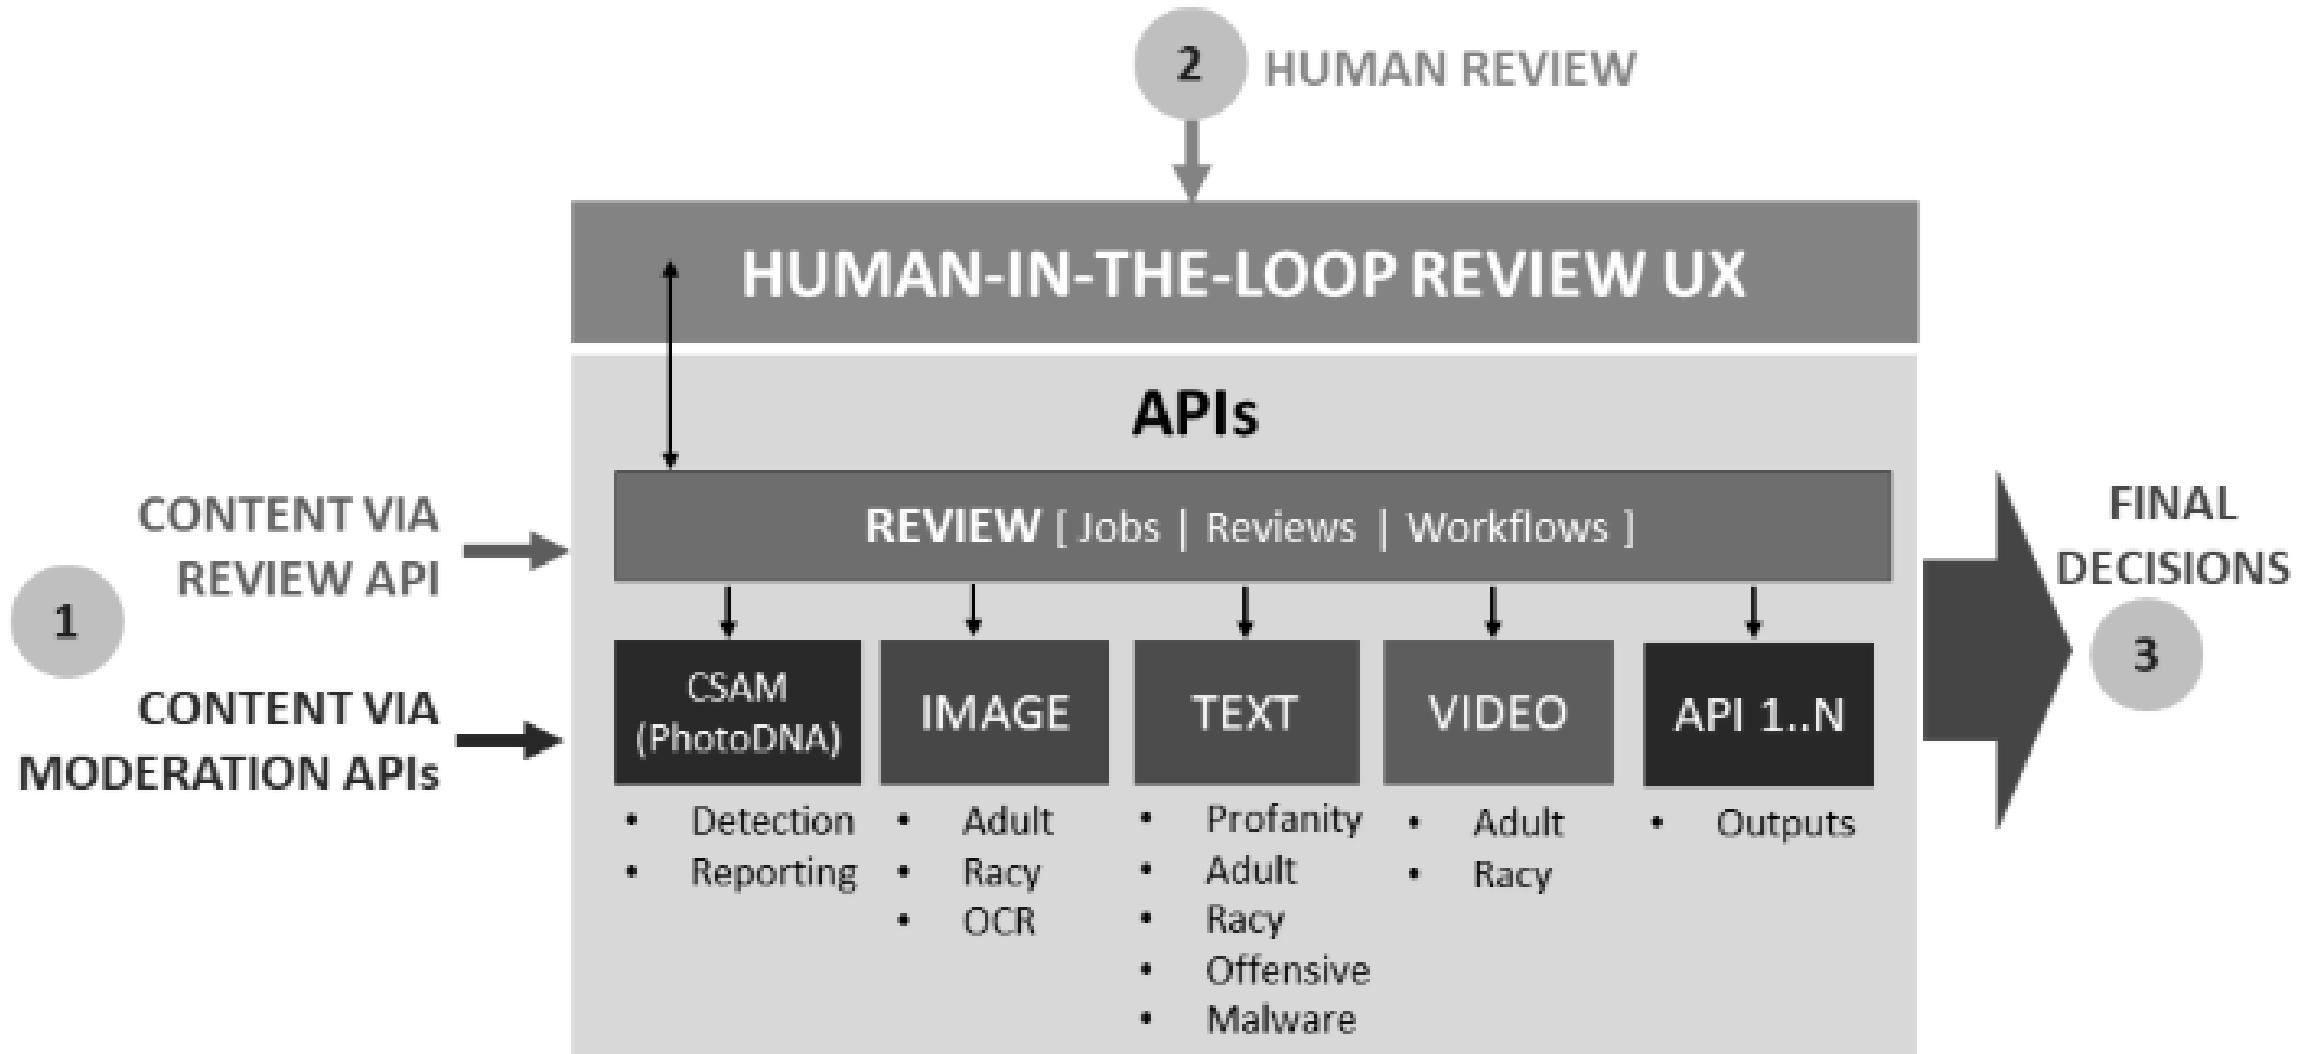 2 HUMAN REVIEW
HUMAN-IN-THE-LOOP REVIEW UX
APIs
REVIEW [ Jobs | Reviews | Workflows ]
CONTENT VIA
REVIEW API
1
CONTENT VIA
MODERATION APIs
CSAM
(PhotoDNA)
• Detection
• Reporting
IMAGE
• Adult
• Racy
• OCR
TEXT
• Profanity
• Adult
• Racy
• Offensive
• Malware
VIDEO
• Adult
• Racy
API 1..N
• Outputs
FINAL
DECISIONS
3